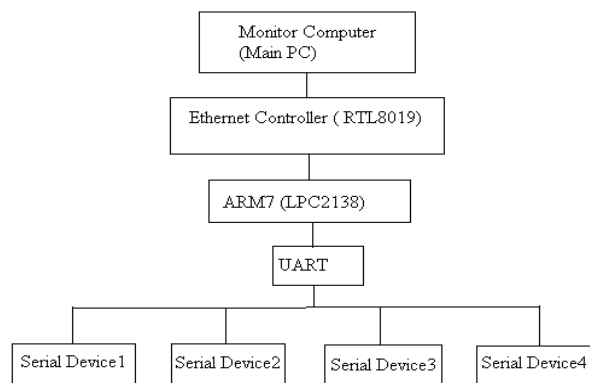 Monitor Computer
(Main PC)
Ethernet Controller ( RTL8019)
ARM7 (LPC2138)
UART
Serial Device1
Serial Device2
Serial Device3
Serial Device4